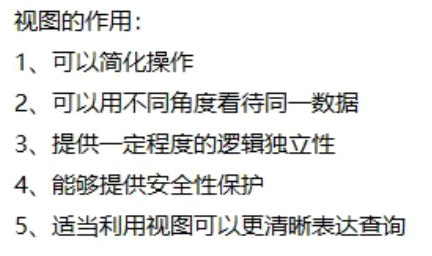 视图的作用：
1、可以简化操作
2、可以用不同角度看待同一数据
3、提供一定程度的逻辑独立性
4、能够提供安全性保护
5、适当利用视图可以更清晰表达查询